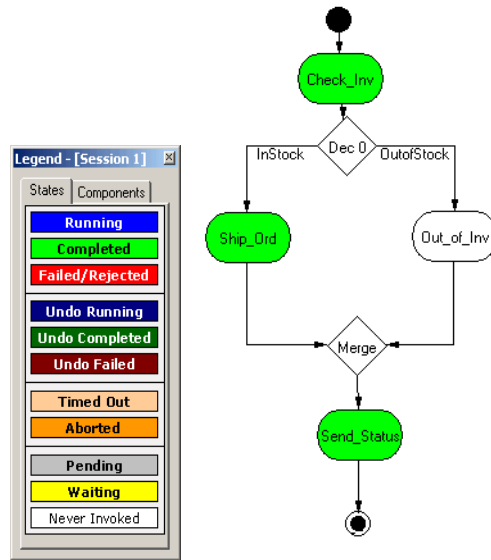 Check_Inv
Dec 0
InStock
OutofStock
Ship_Ord
Out_of_Inv
Merge
Send_Status
Legend - [Session 1]
States
Components
Running
Completed
Failed/Rejected
Undo Running
Undo Completed
Undo Failed
Timed Out
Aborted
Pending
Waiting
Never Invoked